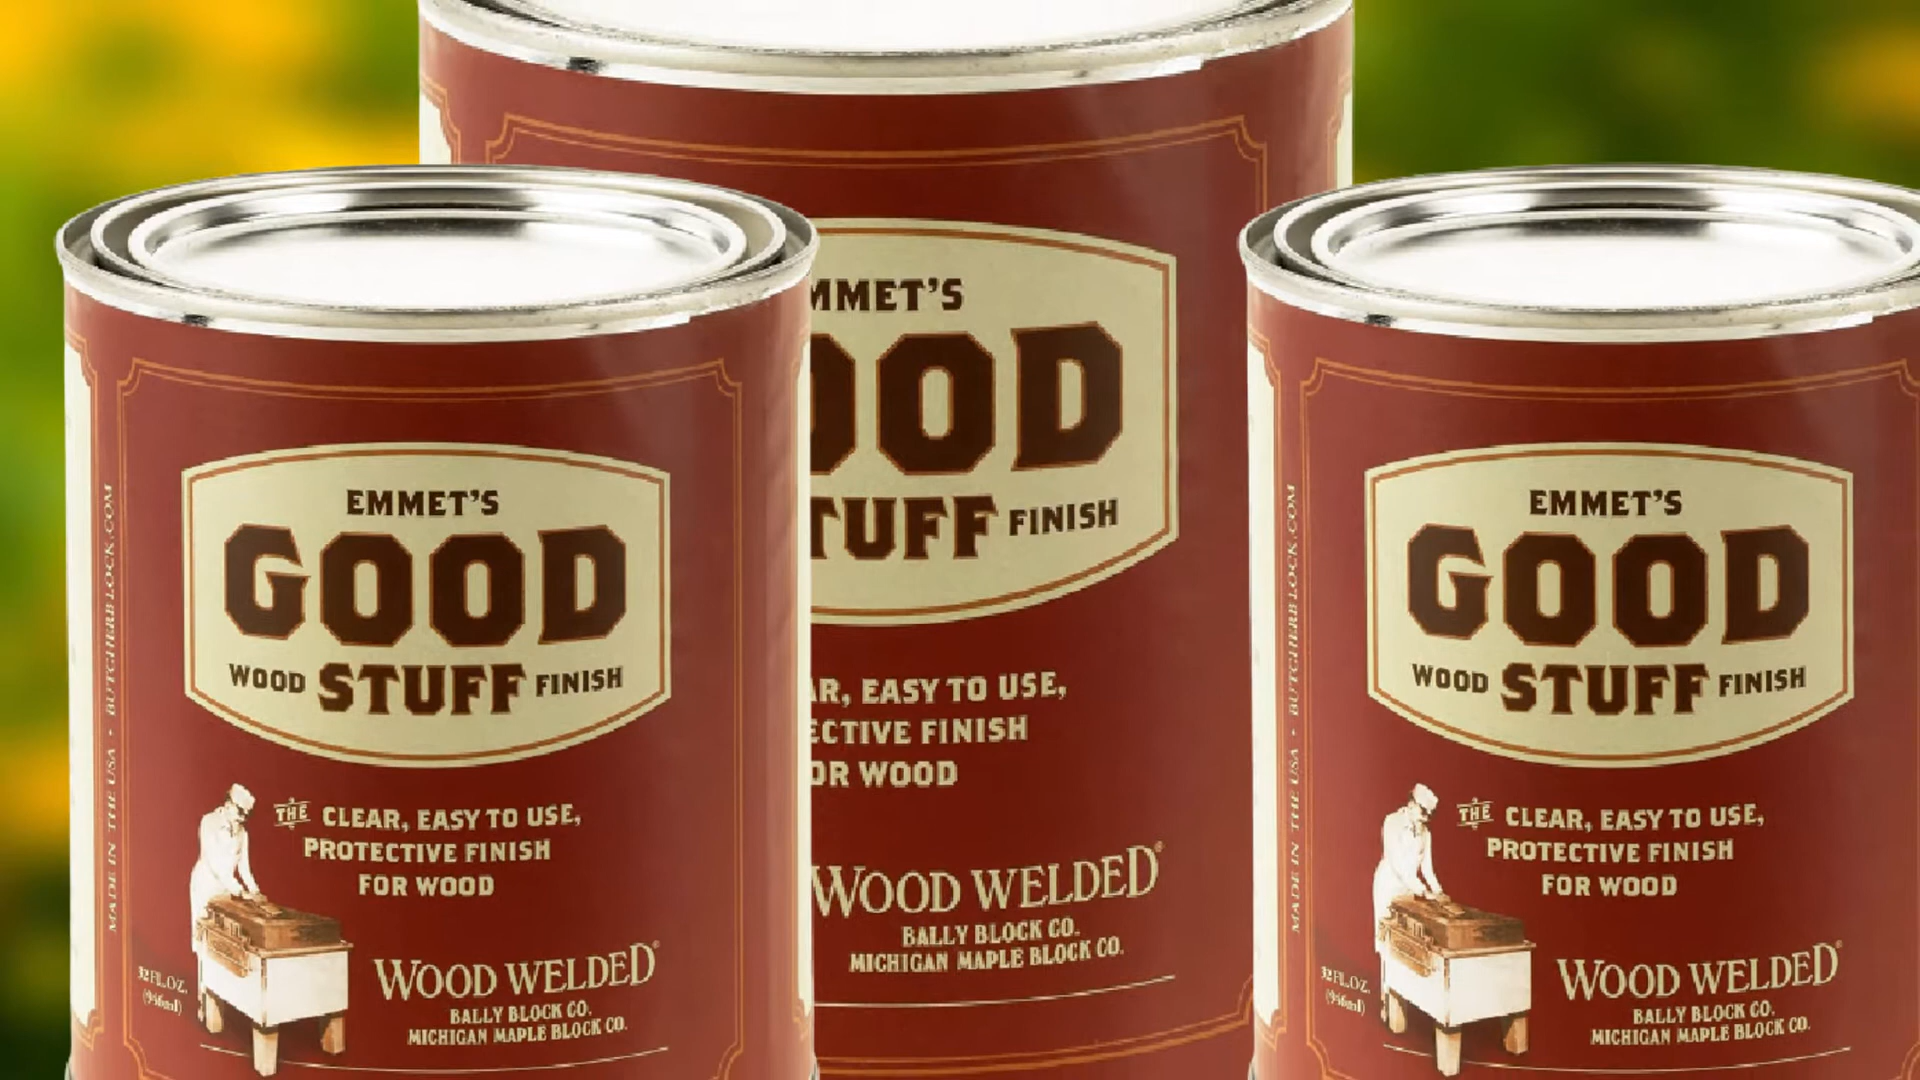 EMMET'S
GOOD
WOOD STUFF FINISH
THE CLEAR, EASY TO USE,
PROTECTIVE FINISH
FOR WOOD
WOOD WELDED®
BALLY BLOCK CO.
MICHIGAN MAPLE BLOCK CO.
32 FL.OZ.
(946ml)
MADE IN THE USA • BUTCHERBLOCK.COM
MMET'S
OOD
TUFF FINISH
AR, EASY TO USE,
ECTIVE FINISH
OR WOOD
WOOD WELDED®
BALLY BLOCK CO.
MICHIGAN MAPLE BLOCK CO.
EMMET'S
GOOD
WOOD STUFF FINISH
THE CLEAR, EASY TO USE,
PROTECTIVE FINISH
FOR WOOD
WOOD WELDED®
BALLY BLOCK CO.
MICHIGAN MAPLE BLOCK CO.
32 FL.OZ.
(946ml)
MADE IN THE USA • BUTCHERBLOCK.COM